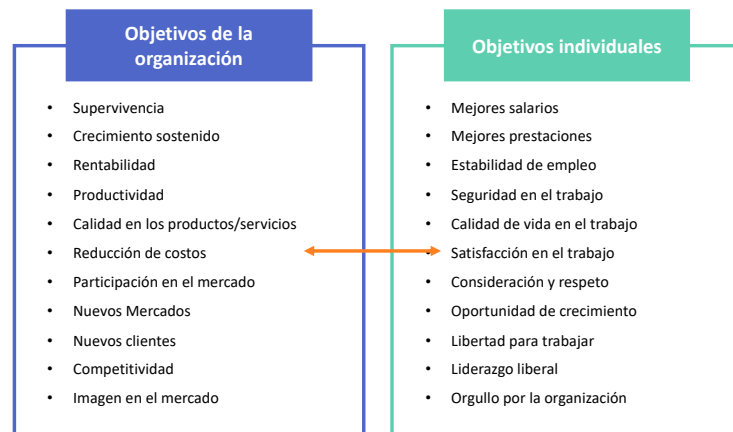 Objetivos de la
organización
• Supervivencia
• Crecimiento sostenido
• Rentabilidad
• Productividad
• Calidad en los productos/servicios
• Reducción de costos
• Participación en el mercado
• Nuevos Mercados
• Nuevos clientes
• Competitividad
• Imagen en el mercado
Objetivos individuales
• Mejores salarios
• Mejores prestaciones
• Estabilidad de empleo
• Seguridad en el trabajo
• Calidad de vida en el trabajo
• Satisfacción en el trabajo
• Consideración y respeto
• Oportunidad de crecimiento
• Libertad para trabajar
• Liderazgo liberal
• Orgullo por la organización